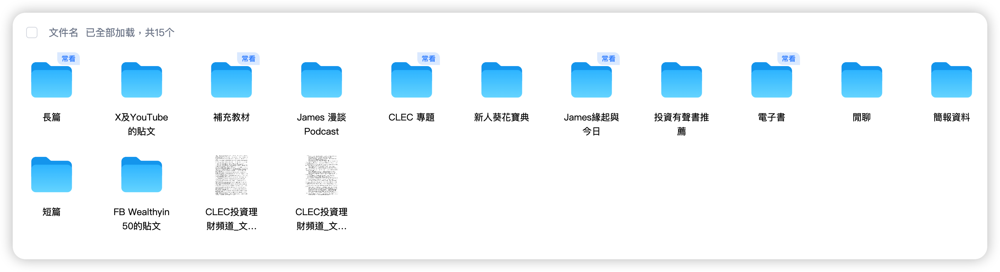 文件名 已全部加载，共15个
常看
常看
常看
常看
常看
長篇
X及YouTube
的貼文
補充教材
James 漫談
Podcast
CLEC 專題
新人葵花寶典
James緣起與
今日
投資有聲書推
薦
電子書
閒聊
簡報資料
短篇
FB Wealthyin
50的貼文
CLEC投資理
財頻道_文...
CLEC投資理
財頻道_文...